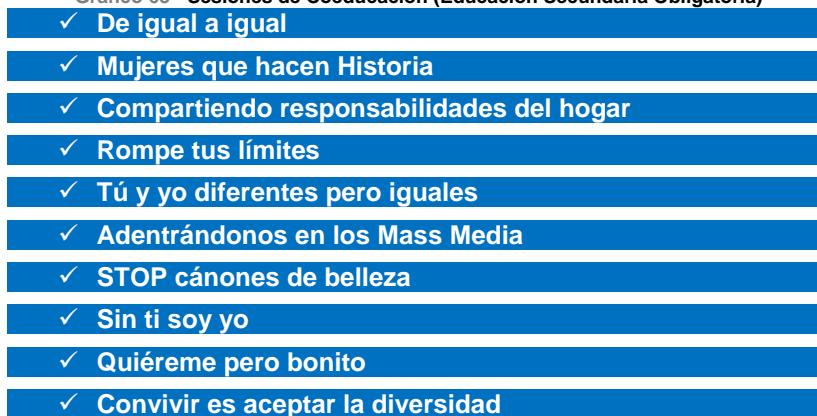 Sesiones de Coeducación (Educación Secundaria Obligatoria)
✓ De igual a igual
✓ Mujeres que hacen Historia
✓ Compartiendo responsabilidades del hogar
✓ Rompe tus límites
✓ Tú y yo diferentes pero iguales
✓ Adentrándonos en los Mass Media
✓ STOP cánones de belleza
✓ Sin ti soy yo
✓ Quiéreme pero bonito
✓ Convivir es aceptar la diversidad